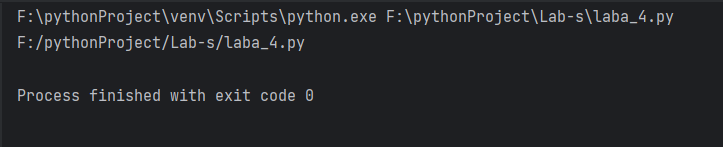 F:\pythonProject\venv\Scripts\python.exe F:\pythonProject\Lab-s\laba_4.py
F:/pythonProject/Lab-s/laba_4.py
Process finished with exit code 0